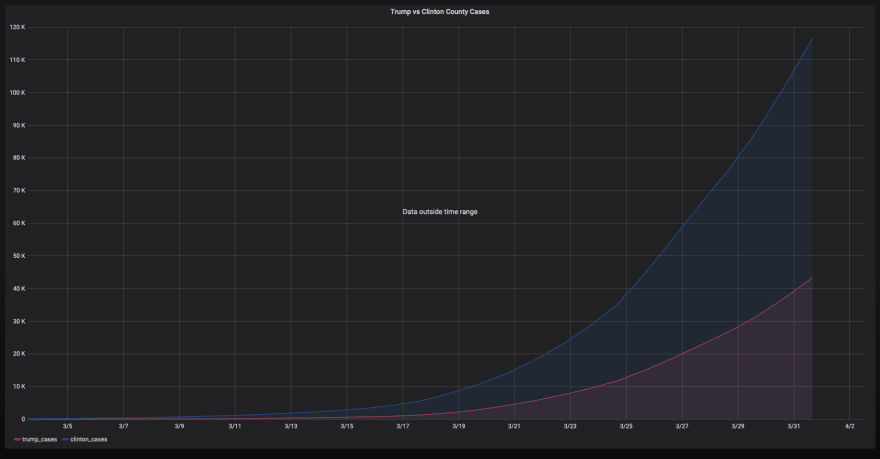 Trump vs Clinton County Cases
120 K
110 K
100 K
90 K
80 K
70 K
Data outside time range
60 K
50 K
40 K
30 K
20 K
10 K
0
3/5 3/7 3/9 3/11 3/13 3/15 3/17 3/19 3/21 3/23 3/25 3/27 3/29 3/31 4/2
trump_cases clinton_cases